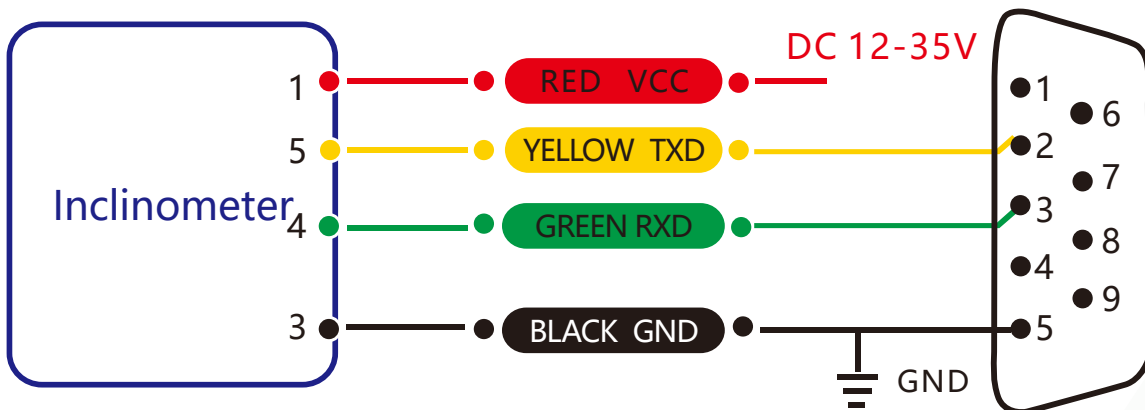 DC 12-35V
1 RED VCC
5 YELLOW TXD
Inclinometer
4 GREEN RXD
3 BLACK GND
GND
1
6
2
7
3
8
4
9
5